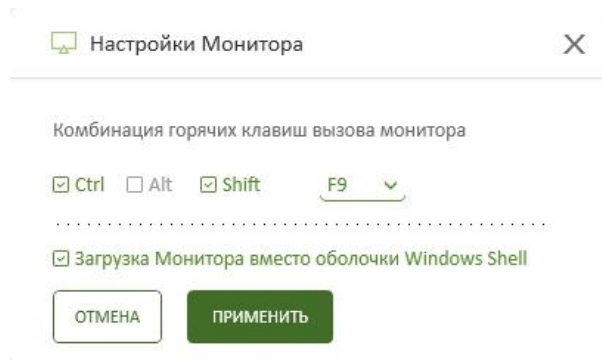 Настройки Монитора
Комбинация горячих клавиш вызова монитора
Ctrl Alt Shift F9
Загрузка Монитора вместо оболочки Windows Shell
ОТМЕНА ПРИМЕНИТЬ